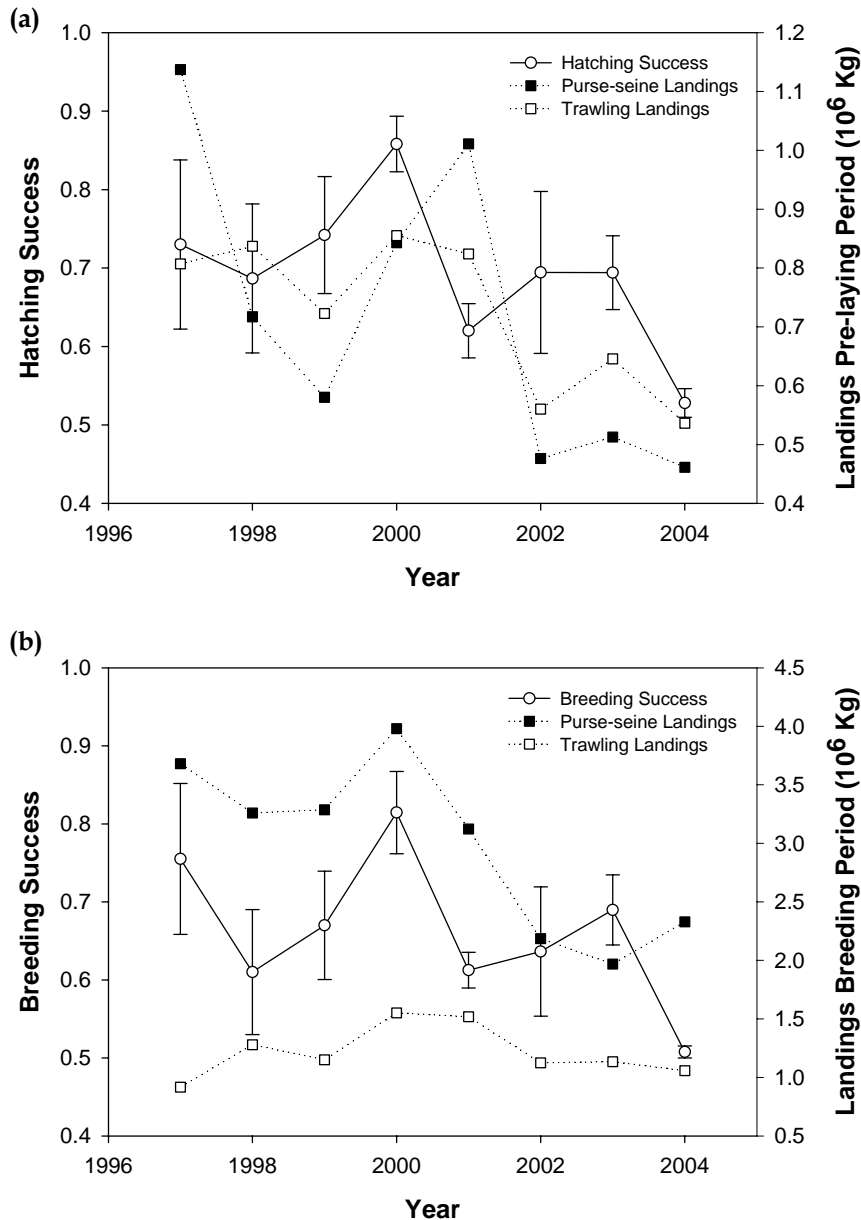 (a)
1.0
0.9
0.8
0.7
0.6
0.5
0.4
Hatching Success
Hatching Success
Purse-seine Landings
Trawling Landings
1.2
1.1
1.0
0.9
0.8
0.7
0.6
0.5
0.4
Landings Pre-laying Period (10⁶ Kg)
1996 1998 2000 2002 2004
Year
(b)
1.0
0.9
0.8
0.7
0.6
0.5
0.4
Breeding Success
Breeding Success
Purse-seine Landings
Trawling Landings
4.5
4.0
3.5
3.0
2.5
2.0
1.5
1.0
0.5
Landings Breeding Period (10⁶ Kg)
1996 1998 2000 2002 2004
Year